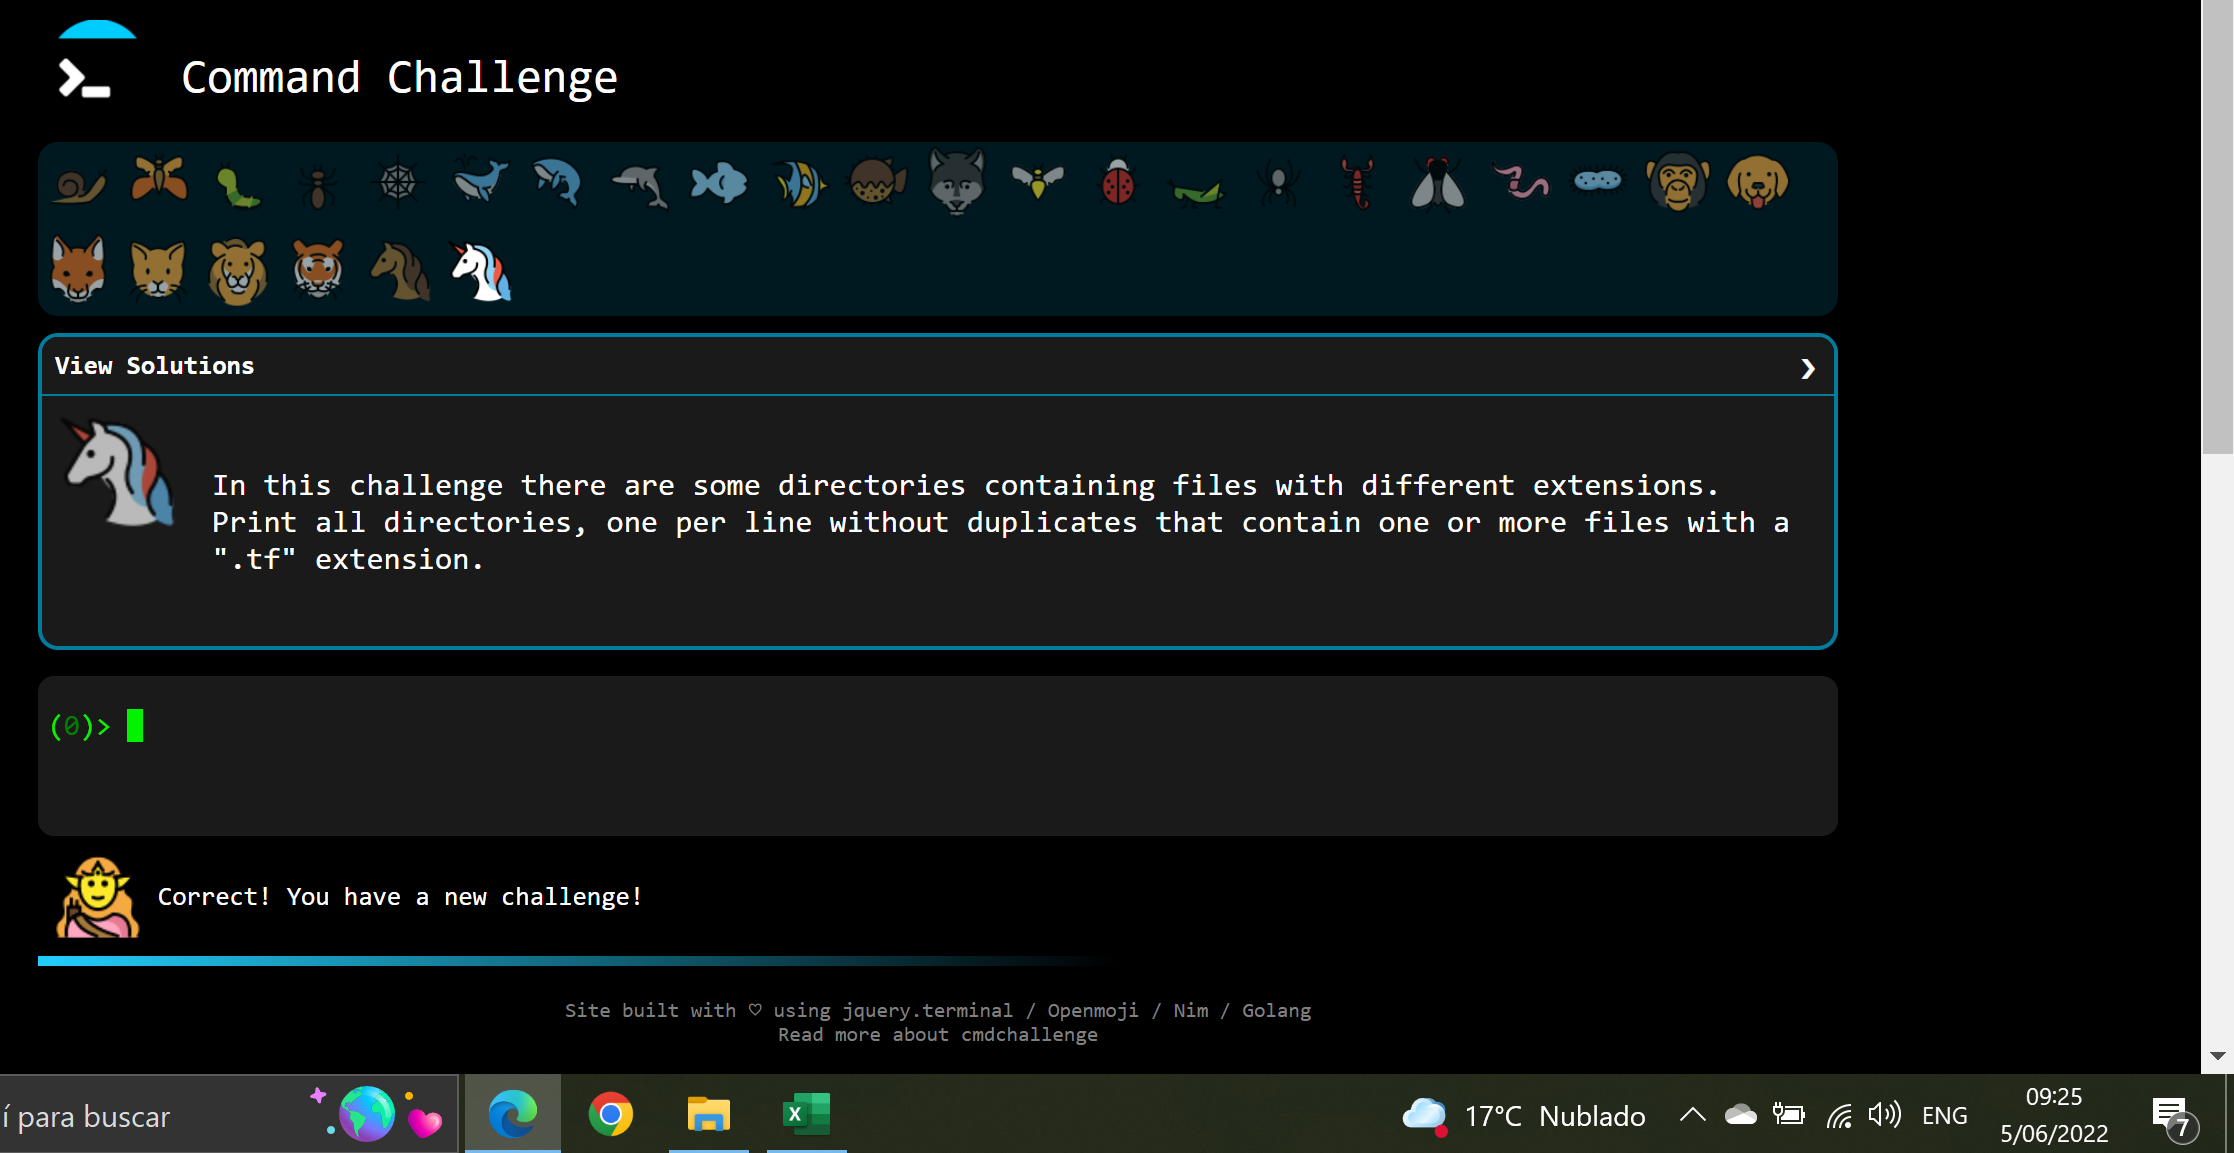 Command Challenge
View Solutions
In this challenge there are some directories containing files with different extensions.
Print all directories, one per line without duplicates that contain one or more files with a
".tf" extension.
(0)>
Correct! You have a new challenge!
Site built with ♡ using jquery.terminal / Openmoji / Nim / Golang
Read more about cmdchallenge
í para buscar
17°C Nublado
ENG
09:25
5/06/2022
7